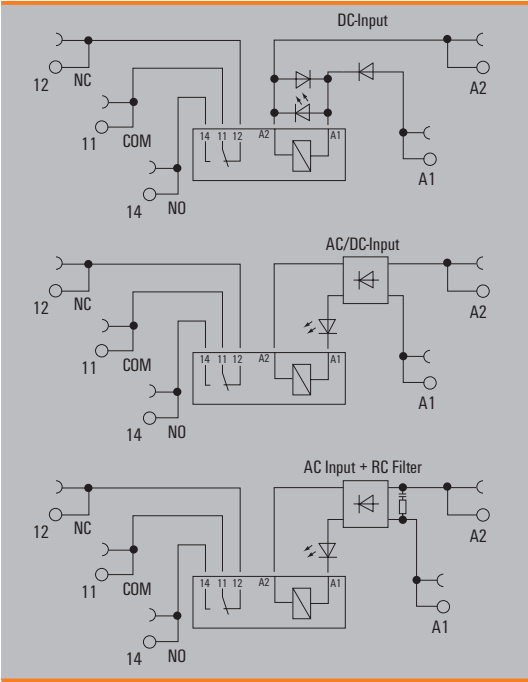 DC-Input
12 NC
A2
14 11 12 A2 A1
11 COM
A1
14 NO
AC/DC-Input
12 NC
A2
14 11 12 A2 A1
11 COM
A1
14 NO
AC Input + RC Filter
12 NC
A2
14 11 12 A2 A1
11 COM
A1
14 NO